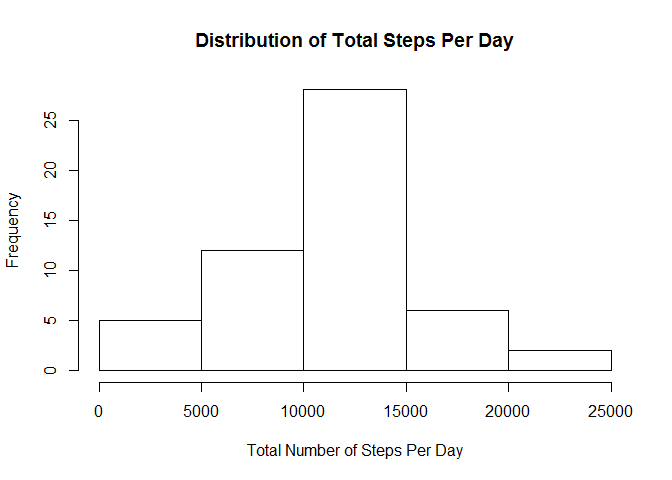 Distribution of Total Steps Per Day
Frequency
25
20
15
10
5
0
0 5000 10000 15000 20000 25000
Total Number of Steps Per Day